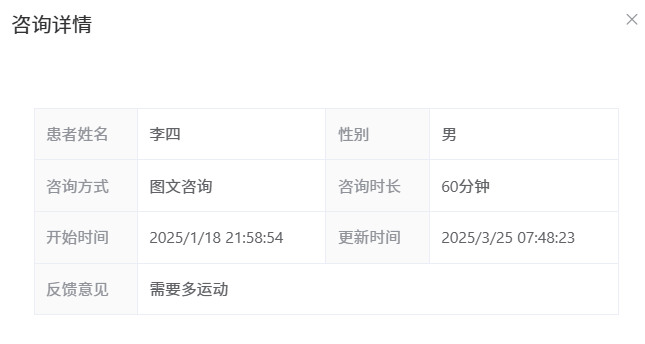 咨询详情
患者姓名 李四 性别 男
咨询方式 图文咨询 咨询时长 60分钟
开始时间 2025/1/18 21:58:54 更新时间 2025/3/25 07:48:23
反馈意见 需要多运动